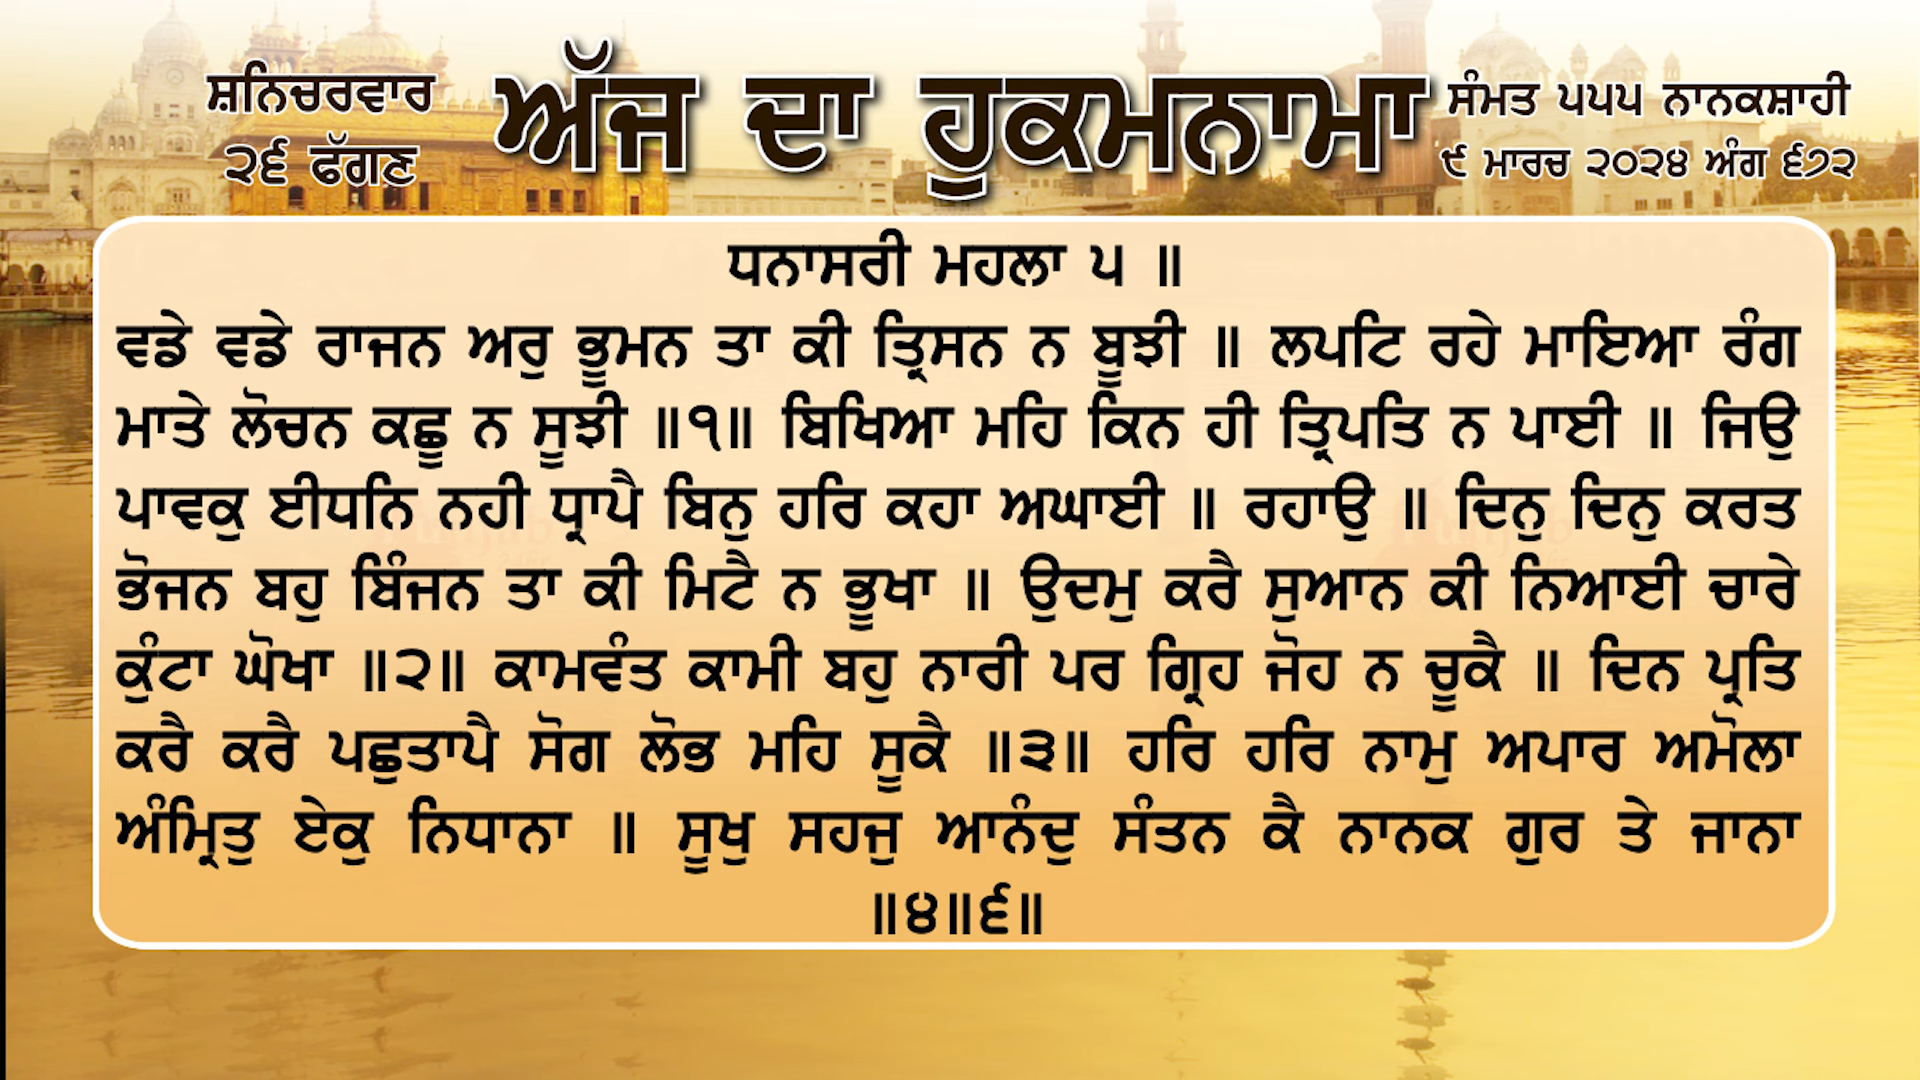 ਸ਼ਨਿਚਰਵਾਰ
੨੬ ਫੱਗਣ
ਅੱਜ ਦਾ ਹੁਕਮਨਾਮਾ
ਸੰਮਤ ੫੫੫ ਨਾਨਕਸ਼ਾਹੀ
੯ ਮਾਰਚ ੨੦੨੪ ਅੰਗ ੬੭੨
ਧਨਾਸਰੀ ਮਹਲਾ ੫ ॥
ਵਡੇ ਵਡੇ ਰਾਜਨ ਅਰੁ ਭੂਮਨ ਤਾ ਕੀ ਤ੍ਰਿਸਨ ਨ ਬੂਝੀ ॥ ਲਪਟਿ ਰਹੇ ਮਾਇਆ ਰੰਗ
ਮਾਤੇ ਲੋਚਨ ਕਛੂ ਨ ਸੂਝੀ ॥੧॥ ਬਿਖਿਆ ਮਹਿ ਕਿਨ ਹੀ ਤ੍ਰਿਪਤਿ ਨ ਪਾਈ ॥ ਜਿਉ
ਪਾਵਕੁ ਈਧਨਿ ਨਹੀ ਧ੍ਰਾਪੈ ਬਿਨੁ ਹਰਿ ਕਹਾ ਅਘਾਈ ॥ ਰਹਾਉ ॥ ਦਿਨੁ ਦਿਨੁ ਕਰਤ
ਭੋਜਨ ਬਹੁ ਬਿੰਜਨ ਤਾ ਕੀ ਮਿਟੈ ਨ ਭੂਖਾ ॥ ਉਦਮੁ ਕਰੈ ਸੁਆਨ ਕੀ ਨਿਆਈ ਚਾਰੇ
ਕੁੰਟਾ ਘੋਖਾ ॥੨॥ ਕਾਮਵੰਤ ਕਾਮੀ ਬਹੁ ਨਾਰੀ ਪਰ ਗ੍ਰਿਹ ਜੋਹ ਨ ਚੂਕੈ ॥ ਦਿਨ ਪ੍ਰਤਿ
ਕਰੈ ਕਰੈ ਪਛੁਤਾਪੈ ਸੋਗ ਲੋਭ ਮਹਿ ਸੂਕੈ ॥੩॥ ਹਰਿ ਹਰਿ ਨਾਮੁ ਅਪਾਰ ਅਮੋਲਾ
ਅੰਮ੍ਰਿਤੁ ਏਕੁ ਨਿਧਾਨਾ ॥ ਸੂਖੁ ਸਹਜੁ ਆਨੰਦੁ ਸੰਤਨ ਕੈ ਨਾਨਕ ਗੁਰ ਤੇ ਜਾਨਾ
॥੪॥੬॥